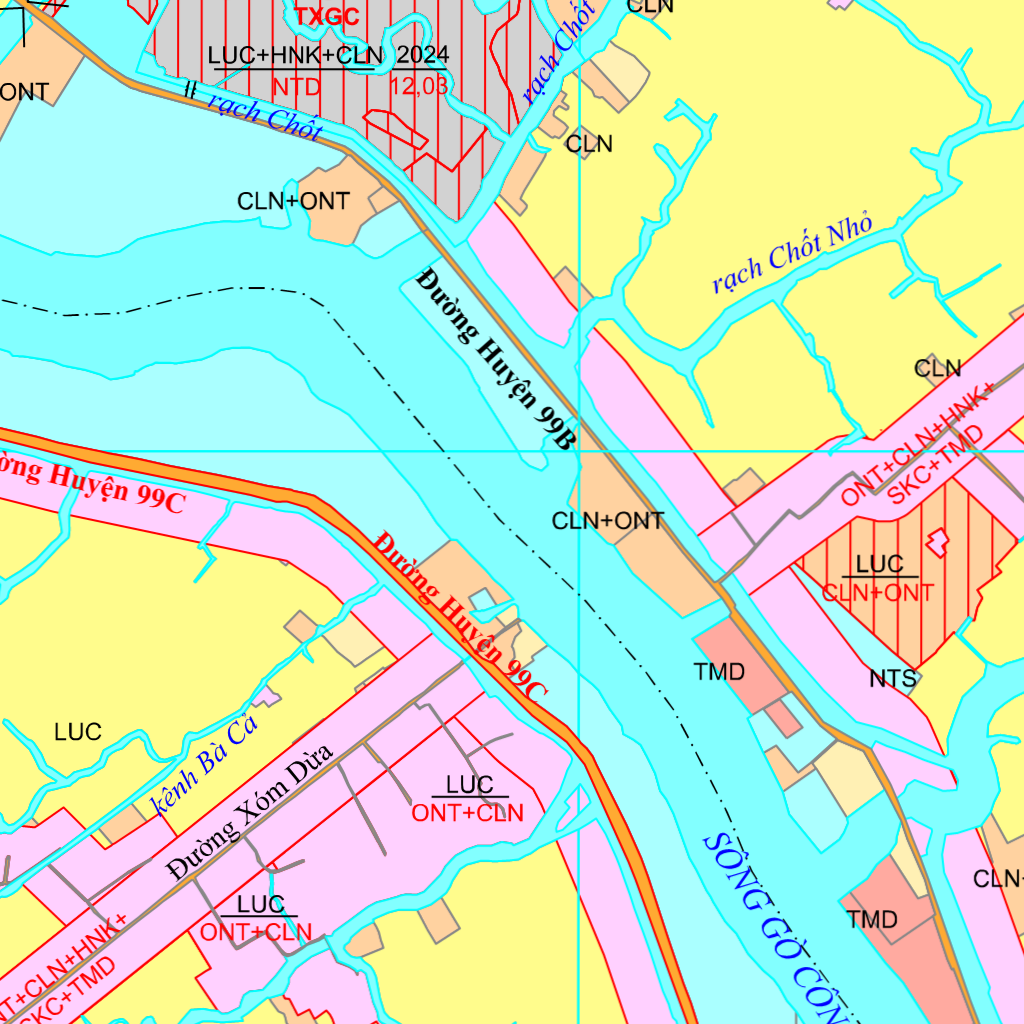 TXGC
LUC+HNK+CLN 2024
NTD 12,03
CLN
rạch Chốt
ONT
rạch Chốt
CLN
CLN+ONT
rạch Chốt Nhỏ
Đường Huyện 99B
CLN
ONT+CLN+HNK+
SKC+TMD
Huyện 99C
CLN+ONT
Đường Huyện 99C
LUC
CLN+ONT
TMD
NTS
LUC
kênh Bà Cả
Đường Xóm Dừa
LUC
ONT+CLN
SÔNG GÒ CÔN
CLN
LUC
ONT+CLN
TMD
+CLN+HNK+
SKC+TMD